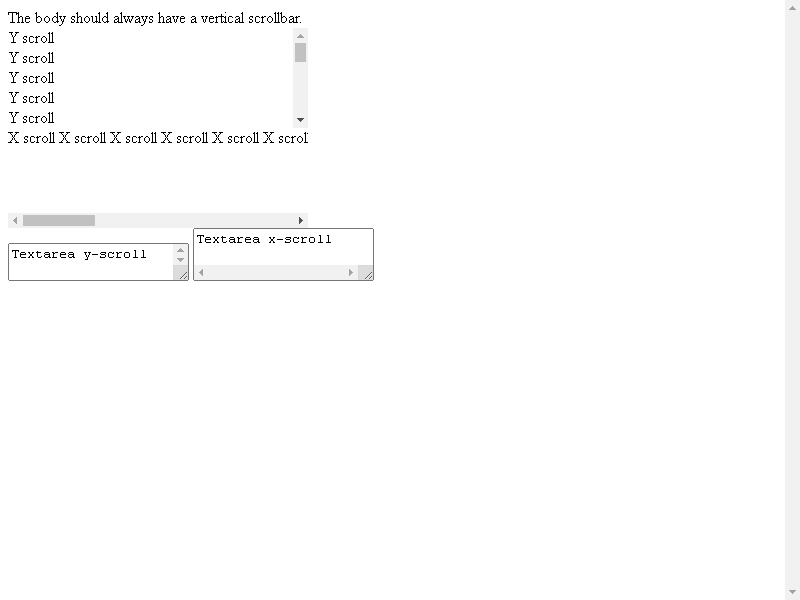 The body should always have a vertical scrollbar.
Y scroll
Y scroll
Y scroll
Y scroll
Y scroll
X scroll X scroll X scroll X scroll X scroll X scrol
Textarea y-scroll
Textarea x-scroll